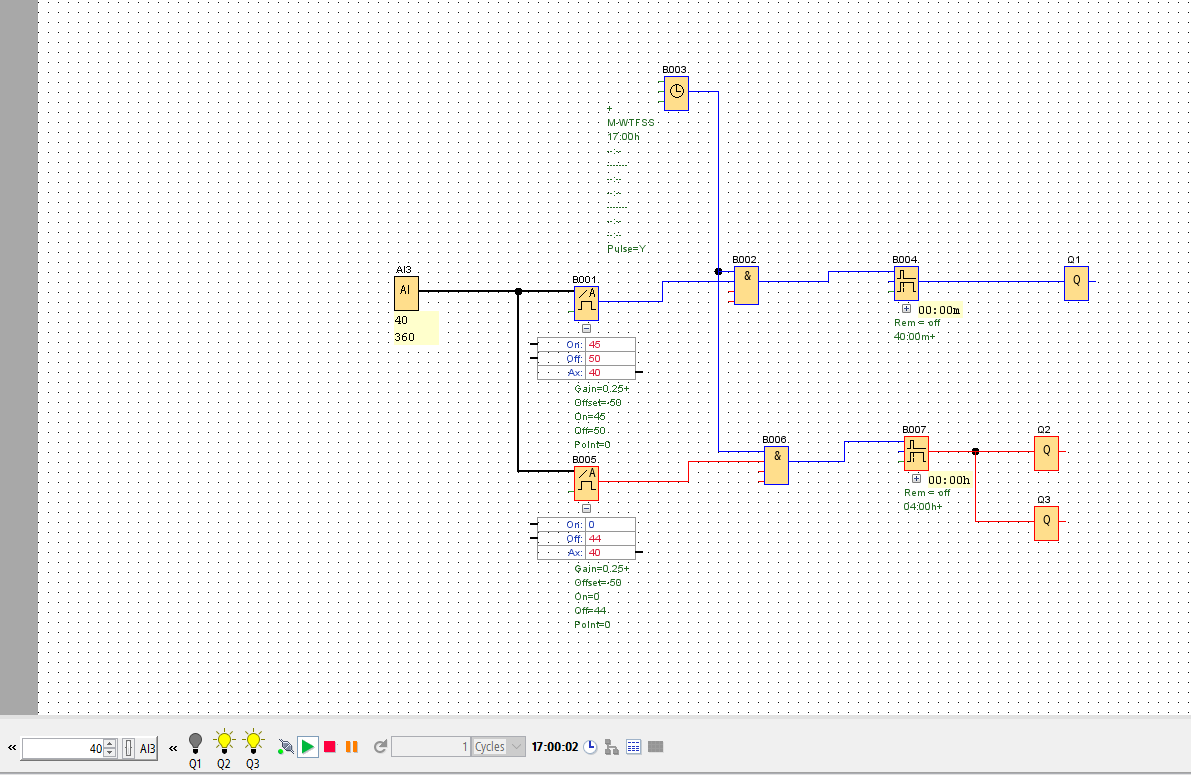 B003
+
M-WTFSS
17:00h
--:--
------
--:--
--:--
------
--:--
--:--
Pulse=Y
AI3
AI
40
360
B001
A
On: 45
Off: 50
Ax: 40
Gain=0.25+
Offset=-50
On=45
Off=50
Point=0
B002
&
B004
00:00m
Rem = off
40:00m+
Q1
Q
B005
A
On: 0
Off: 44
Ax: 40
Gain=0.25+
Offset=-50
On=0
Off=44
Point=0
B006
&
B007
00:00h
Rem = off
04:00h+
Q2
Q
Q3
Q
« 40 AI3 « Q1 Q2 Q3 1 Cycles 17:00:02